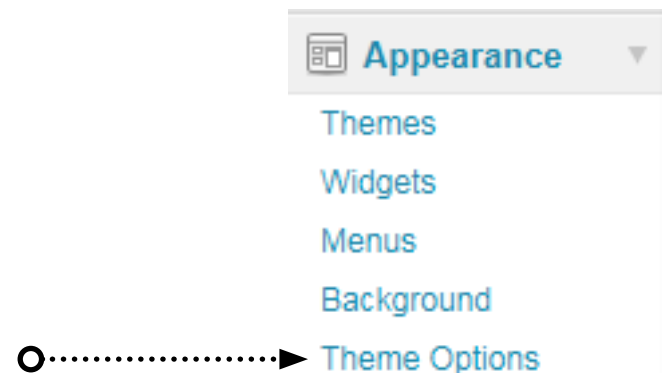 Appearance
Themes
Widgets
Menus
Background
Theme Options